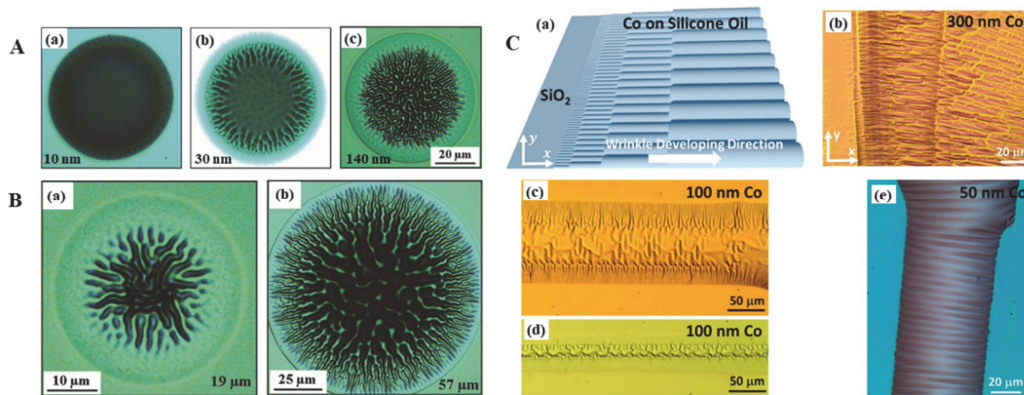 A
(a)
10 nm
(b)
30 nm
(c)
140 nm
20 µm
B
(a)
10 µm
19 µm
(b)
25 µm
57 µm
C
(a)
Co on Silicone Oil
SiO2
y
x
Wrinkle Developing Direction
(b)
300 nm Co
y
x
20 µm
(c)
100 nm Co
50 µm
(d)
100 nm Co
50 µm
(e)
50 nm Co
20 µm